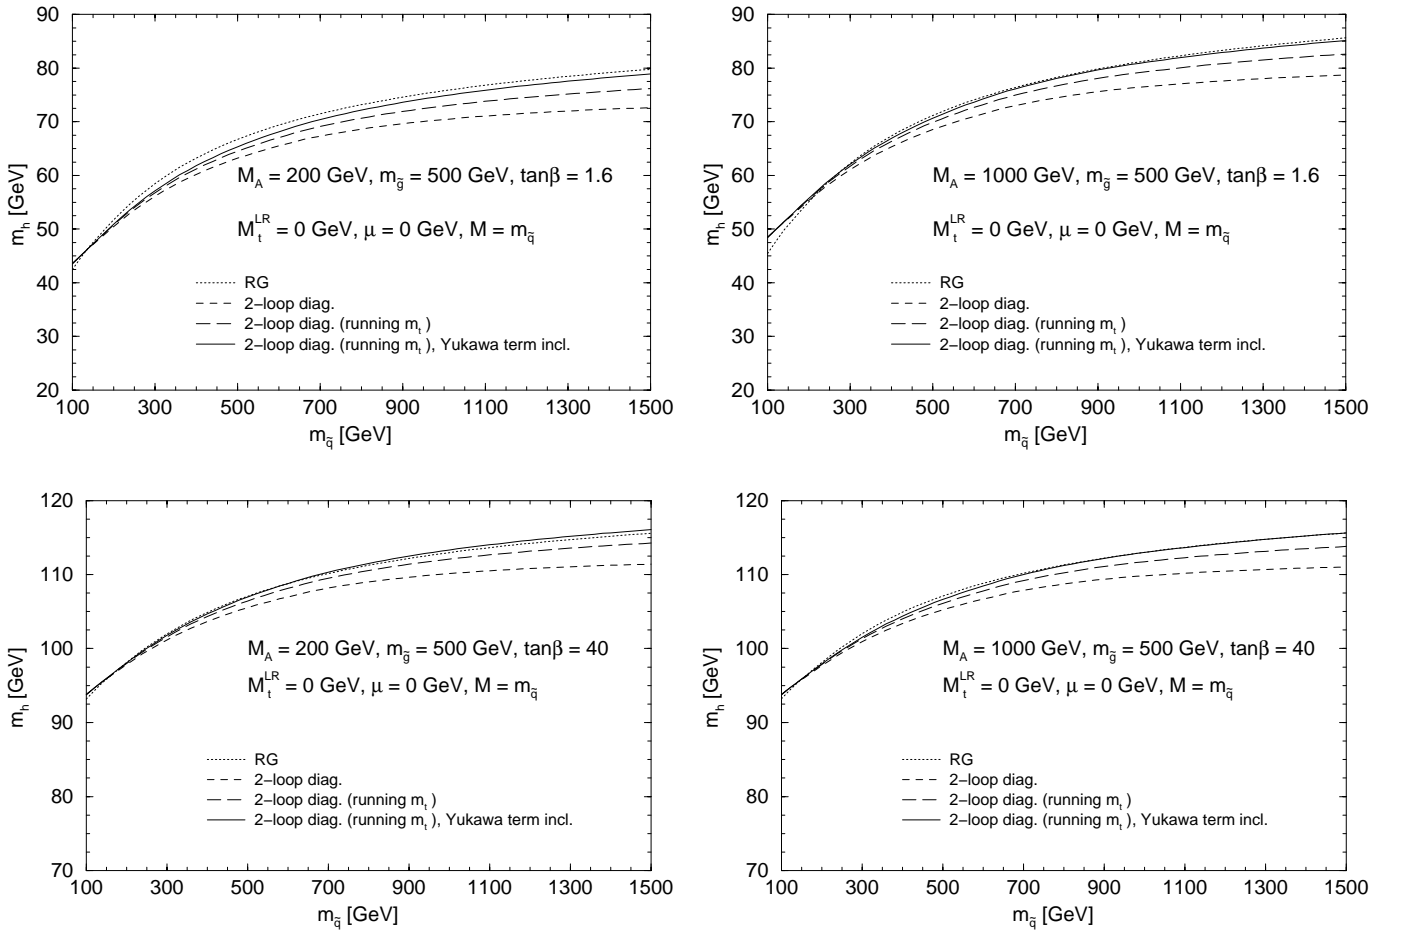 90
80
70
60
50
40
30
20
m_h [GeV]
M_A = 200 GeV, m_g̃ = 500 GeV, tanβ = 1.6
M_t^LR = 0 GeV, μ = 0 GeV, M = m_q̃
RG
2−loop diag.
2−loop diag. (running m_t )
2−loop diag. (running m_t ), Yukawa term incl.
100 300 500 700 900 1100 1300 1500
m_q̃ [GeV]
90
80
70
60
50
40
30
20
m_h [GeV]
M_A = 1000 GeV, m_g̃ = 500 GeV, tanβ = 1.6
M_t^LR = 0 GeV, μ = 0 GeV, M = m_q̃
RG
2−loop diag.
2−loop diag. (running m_t )
2−loop diag. (running m_t ), Yukawa term incl.
100 300 500 700 900 1100 1300 1500
m_q̃ [GeV]
120
110
100
90
80
70
m_h [GeV]
M_A = 200 GeV, m_g̃ = 500 GeV, tanβ = 40
M_t^LR = 0 GeV, μ = 0 GeV, M = m_q̃
RG
2−loop diag.
2−loop diag. (running m_t )
2−loop diag. (running m_t ), Yukawa term incl.
100 300 500 700 900 1100 1300 1500
m_q̃ [GeV]
120
110
100
90
80
70
m_h [GeV]
M_A = 1000 GeV, m_g̃ = 500 GeV, tanβ = 40
M_t^LR = 0 GeV, μ = 0 GeV, M = m_q̃
RG
2−loop diag.
2−loop diag. (running m_t )
2−loop diag. (running m_t ), Yukawa term incl.
100 300 500 700 900 1100 1300 1500
m_q̃ [GeV]